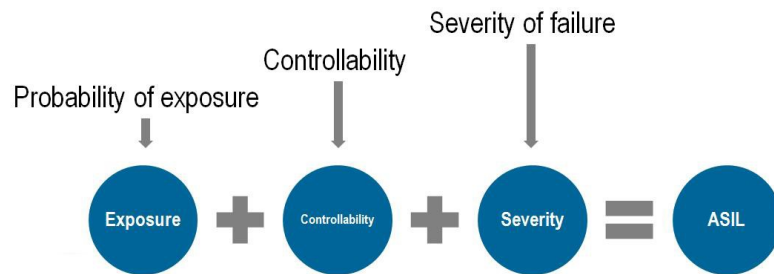 Severity of failure
Controllability
Probability of exposure
Exposure
Controllability
Severity
ASIL